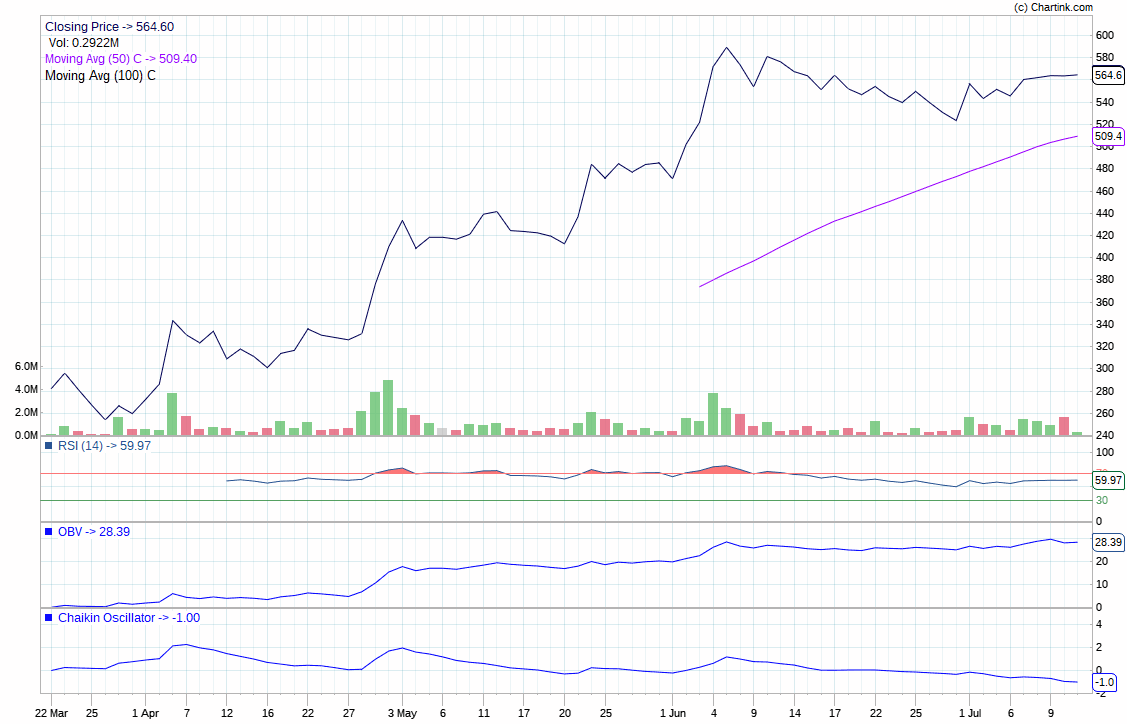 (c) Chartink.com
Closing Price -> 564.60
Vol: 0.2922M
Moving Avg (50) C -> 509.40
Moving Avg (100) C
600
580
564.6
540
520
509.4
500
480
460
440
420
400
380
360
340
320
300
280
260
240
6.0M
4.0M
2.0M
0.0M
RSI (14) -> 59.97
100
70
59.97
30
0
OBV -> 28.39
28.39
20
10
0
Chaikin Oscillator -> -1.00
4
2
0
-1.0
-2
22 Mar 25 1 Apr 7 12 16 22 27 3 May 6 11 17 20 25 1 Jun 4 9 14 17 22 25 1 Jul 6 9